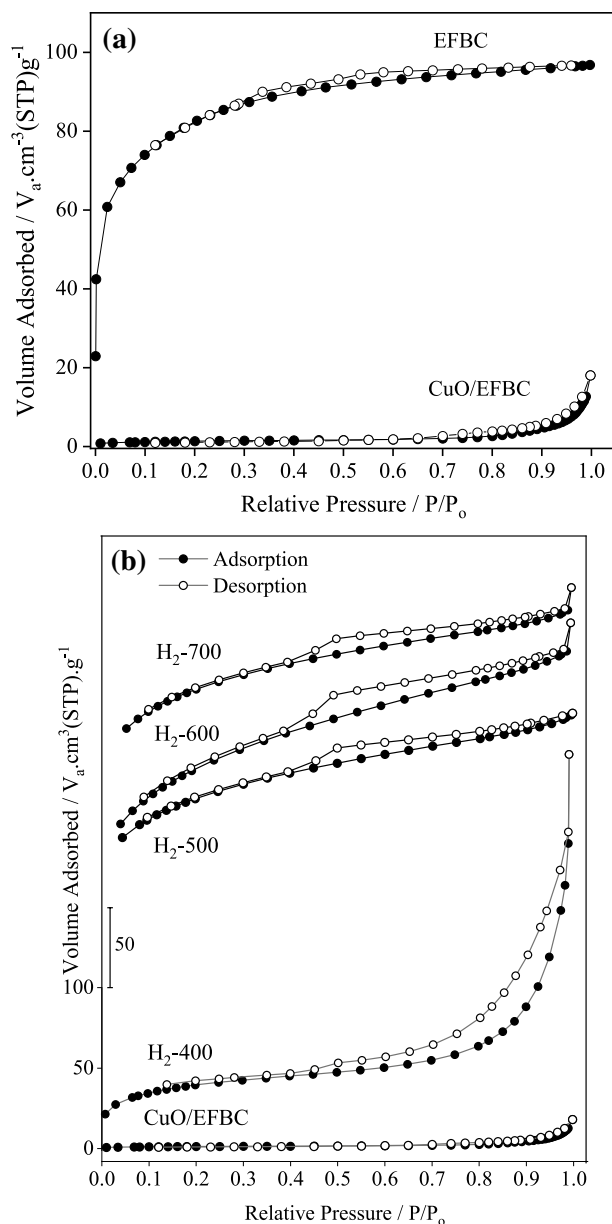 (a)
EFBC
CuO/EFBC
Volume Adsorbed / Vₐ.cm⁻³(STP)g⁻¹
100
80
60
40
20
0
0.0 0.1 0.2 0.3 0.4 0.5 0.6 0.7 0.8 0.9 1.0
Relative Pressure / P/Pₒ
(b)
Adsorption
Desorption
H₂-700
H₂-600
H₂-500
50
H₂-400
CuO/EFBC
Volume Adsorbed / Vₐ.cm³(STP).g⁻¹
100
50
0
0.0 0.1 0.2 0.3 0.4 0.5 0.6 0.7 0.8 0.9 1.0
Relative Pressure / P/Pₒ